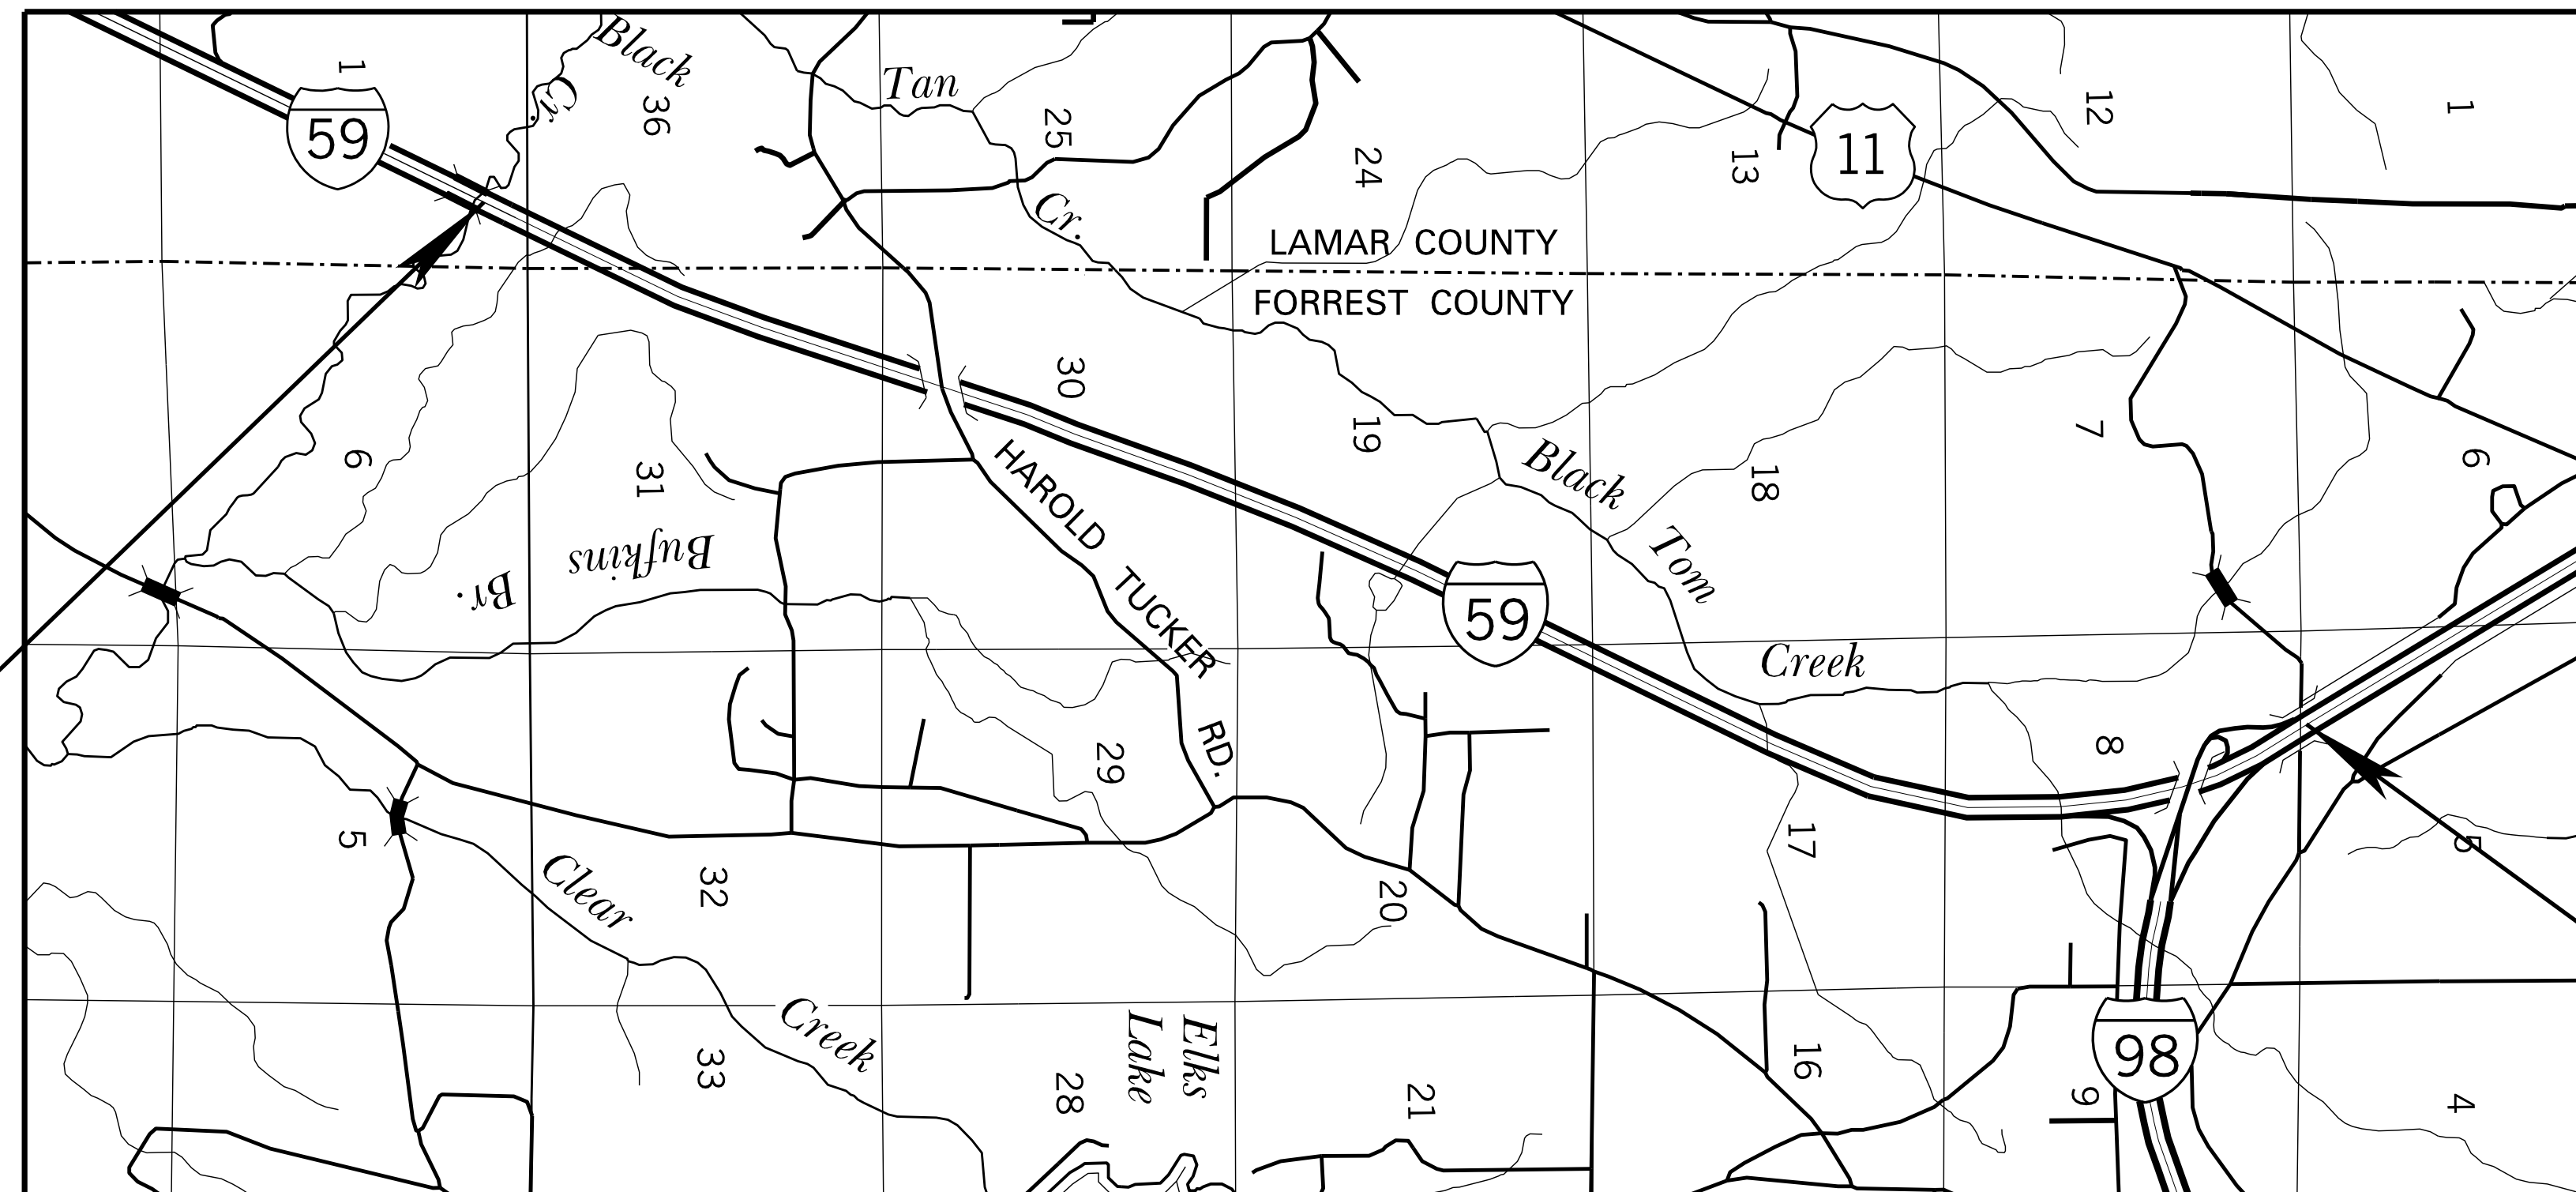 1
Black
Cr.
36
Tan
Cr.
25
24
13
12
1
59
11
LAMAR COUNTY
FORREST COUNTY
6
31
30
19
18
7
6
Bufkins
Br.
HAROLD TUCKER RD.
Black
Tom
Creek
59
5
32
29
20
17
8
5
Clear
Creek
33
28
Elks
Lake
21
16
9
4
98